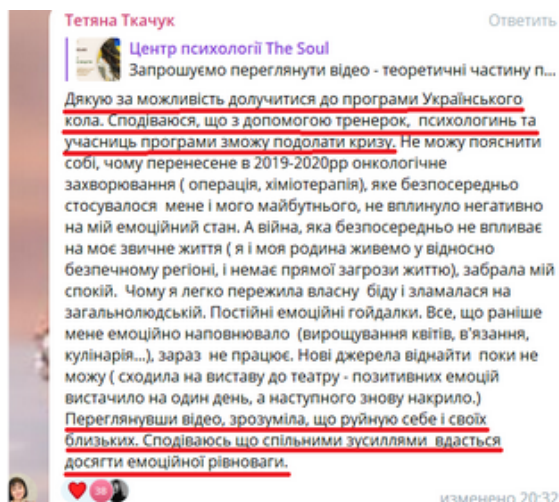 Тетяна Ткачук Ответить
Центр психології The Soul
Запрошуємо переглянути відео - теоретичні частину п...
Дякую за можливість долучитися до програми Українського
кола. Сподіваюся, що з допомогою тренерок, психологинь та
учасниць програми зможу подолати кризу. Не можу пояснити
собі, чому перенесене в 2019-2020рр онкологічне
захворювання ( операція, хіміотерапія), яке безпосередньо
стосувалося мене і мого майбутнього, не вплинуло негативно
на мій емоційний стан. А війна, яка безпосередньо не впливає
на моє звичне життя ( я і моя родина живемо у відносно
безпечному регіоні, і немає прямої загрози життю), забрала мій
спокій. Чому я легко пережила власну біду і зламалася на
загальнолюдській. Постійні емоційні гойдалки. Все, що раніше
мене емоційно наповнювало (вирощування квітів, в'язання,
кулінарія...), зараз не працює. Нові джерела віднайти поки не
можу ( сходила на виставу до театру - позитивних емоцій
вистачило на один день, а наступного знову накрило.)
Переглянувши відео, зрозуміла, що руйную себе і своїх
близьких. Сподіваюсь що спільними зусиллями вдасться
досягти емоційної рівноваги.
изменено 20:32